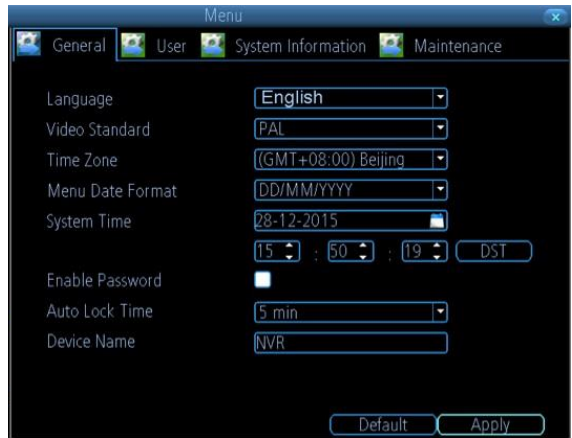 Menu
General User System Information Maintenance
Language English
Video Standard PAL
Time Zone (GMT+08:00) Beijing
Menu Date Format DD/MM/YYYY
System Time 28-12-2015
15 : 50 : 19 DST
Enable Password
Auto Lock Time 5 min
Device Name NVR
Default Apply